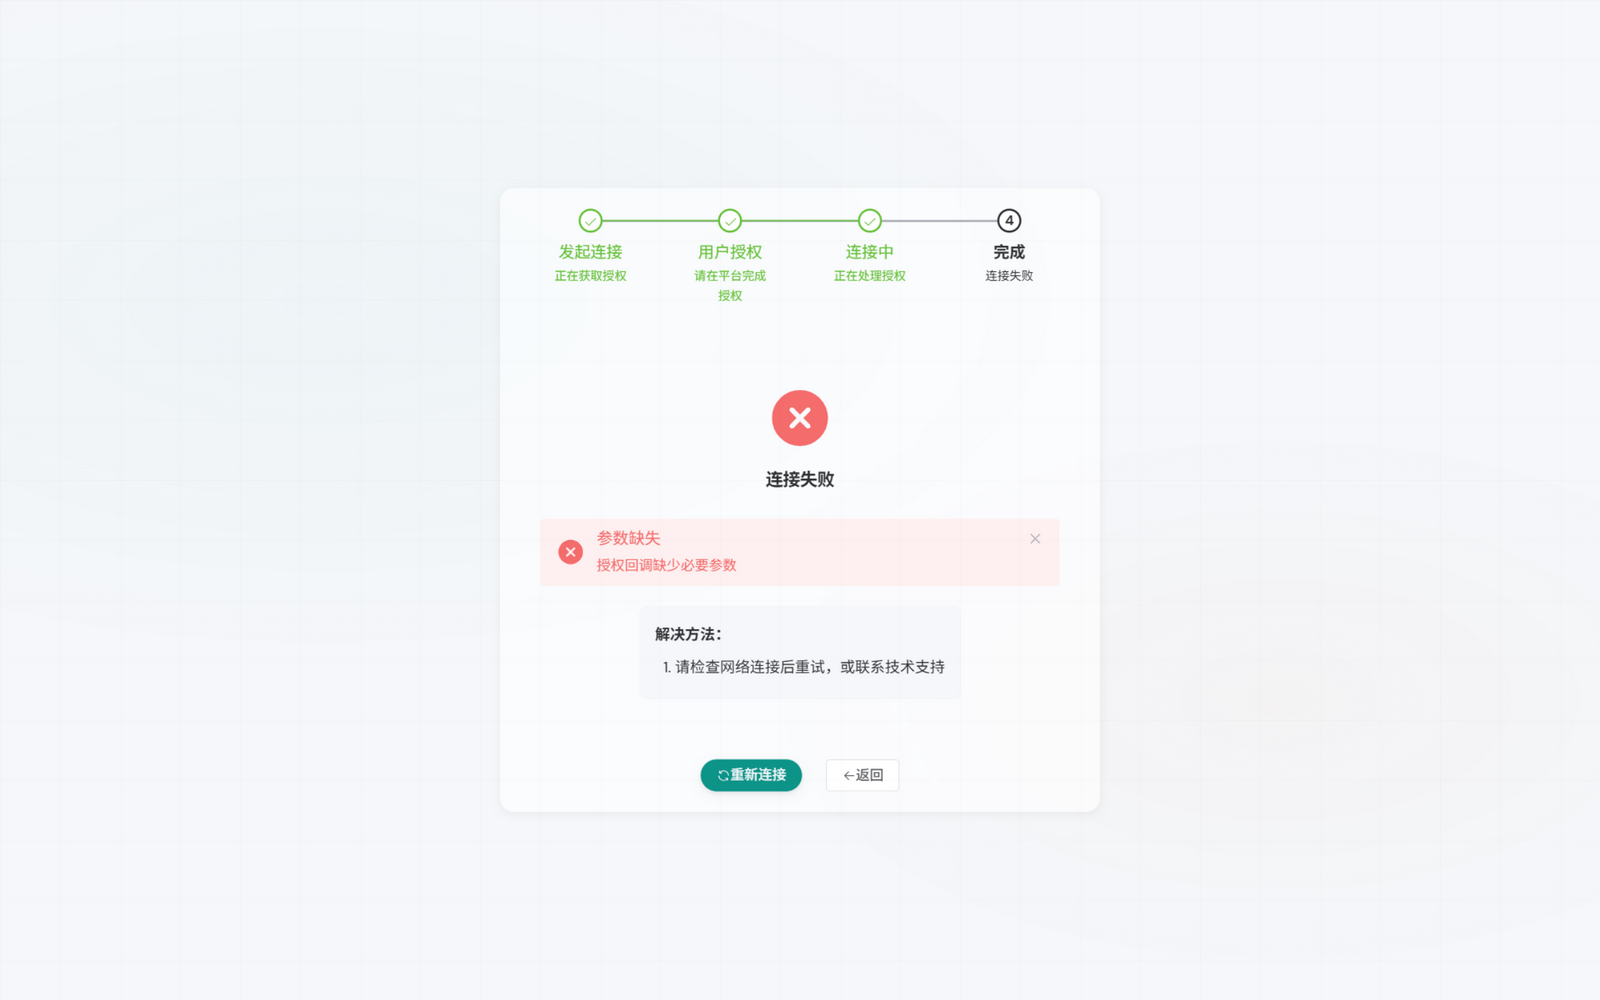 4
发起连接
用户授权
连接中
完成
正在获取授权
请在平台完成
授权
正在处理授权
连接失败
连接失败
参数缺失
授权回调缺少必要参数
解决方法：
1. 请检查网络连接后重试，或联系技术支持
重新连接
返回